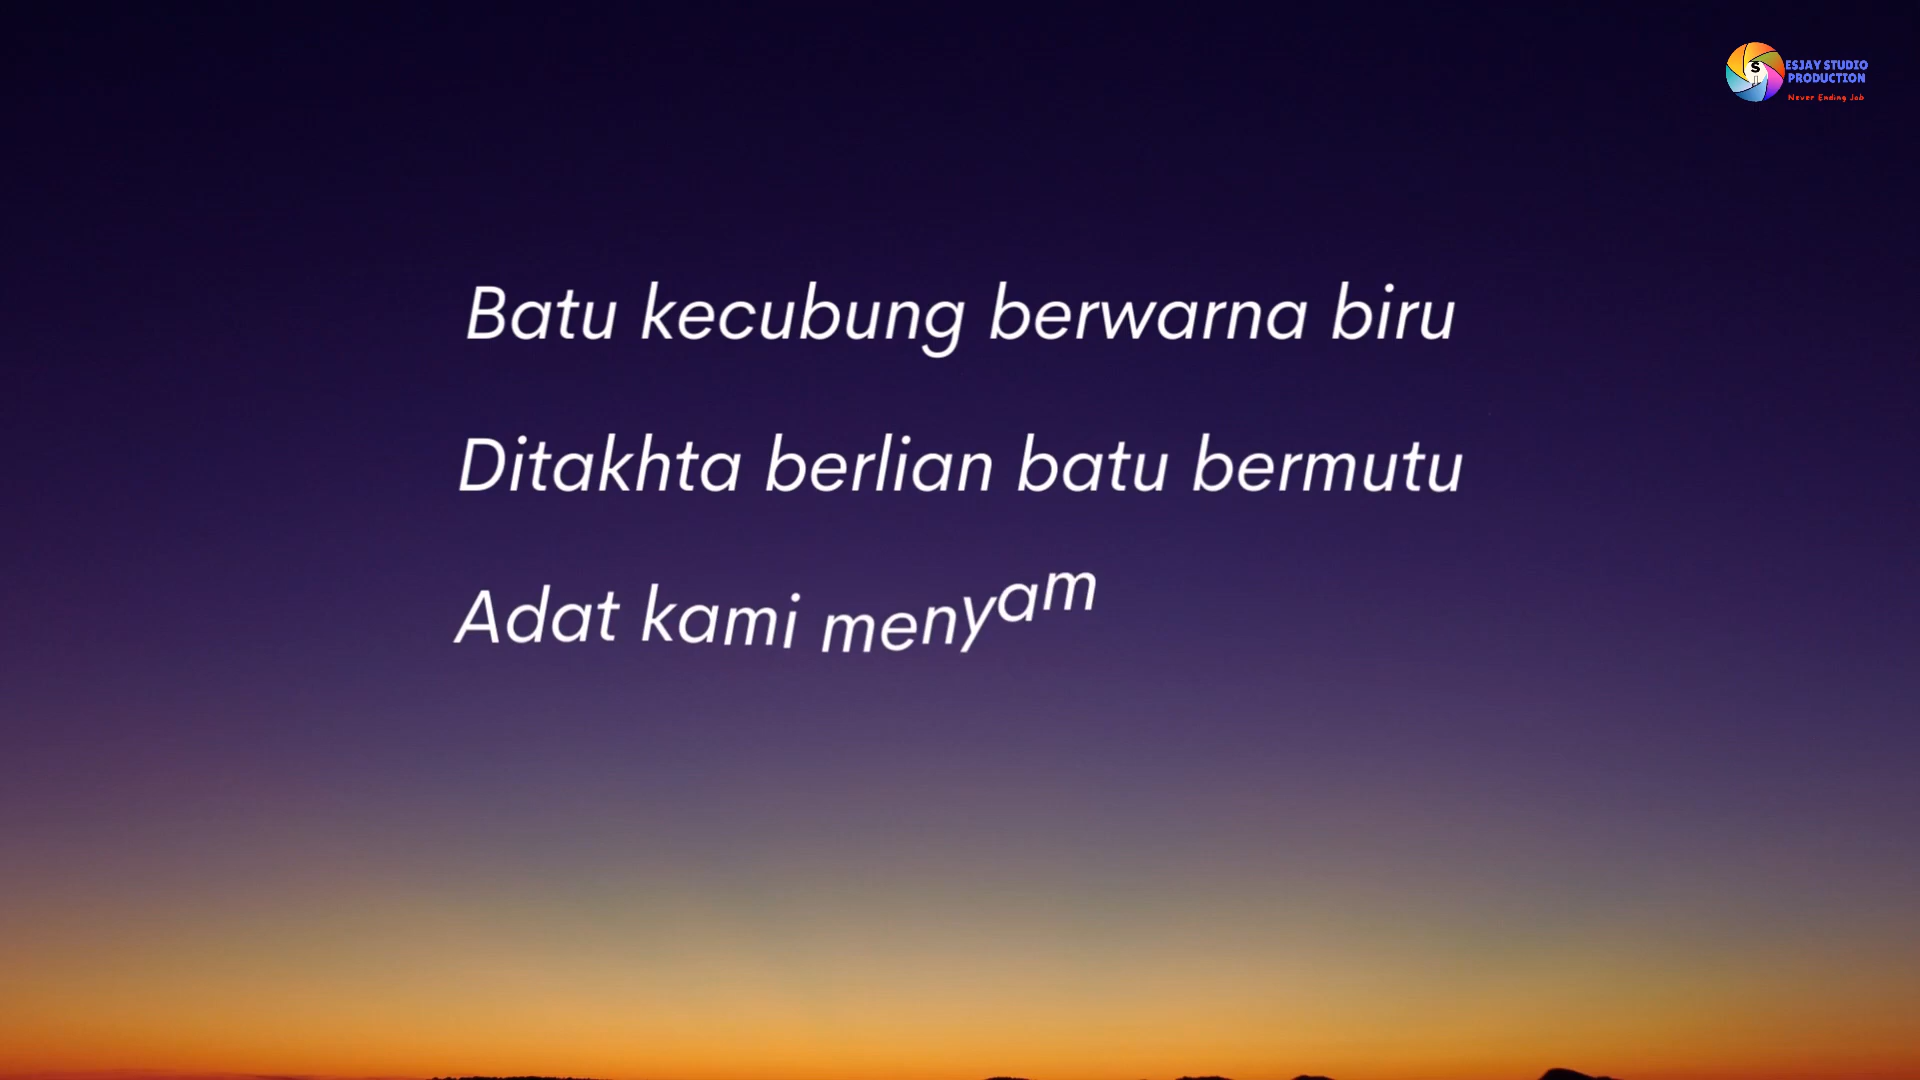 S
ESJAY STUDIO
PRODUCTION
Never Ending Job
Batu kecubung berwarna biru
Ditakhta berlian batu bermutu
Adat kami menyam